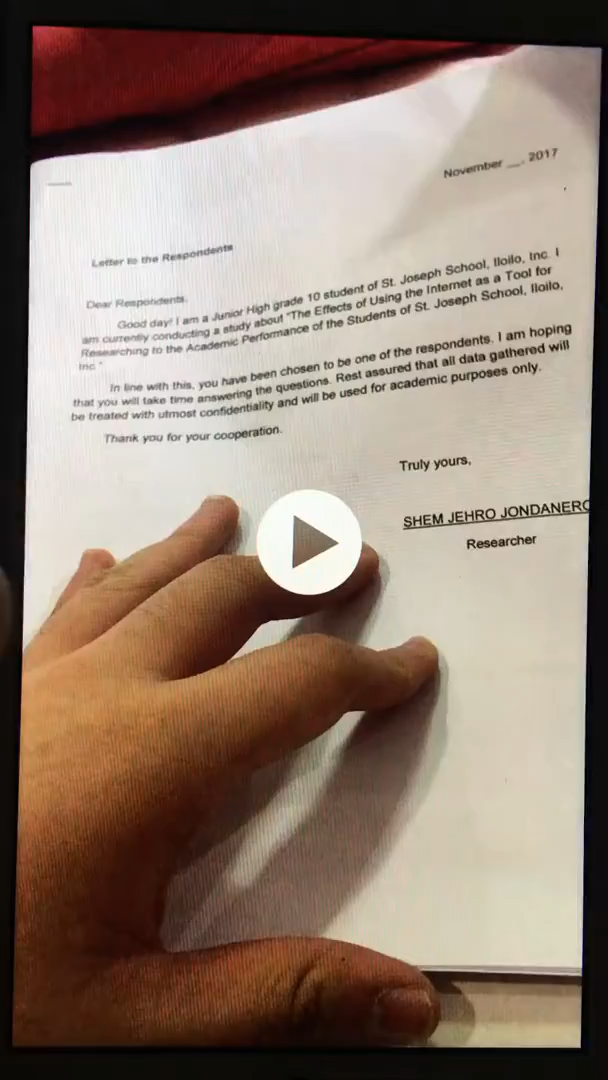 November __, 2017
Letter to the Respondents
Dear Respondents,
Good day! I am a Junior High grade 10 student of St. Joseph School, Iloilo, Inc. I
am currently conducting a study about "The Effects of Using the Internet as a Tool for
Researching to the Academic Performance of the Students of St. Joseph School, Iloilo,
Inc."
In line with this, you have been chosen to be one of the respondents. I am hoping
that you will take time answering the questions. Rest assured that all data gathered will
be treated with utmost confidentiality and will be used for academic purposes only.
Thank you for your cooperation.
Truly yours,
SHEM JEHRO JONDANERO
Researcher